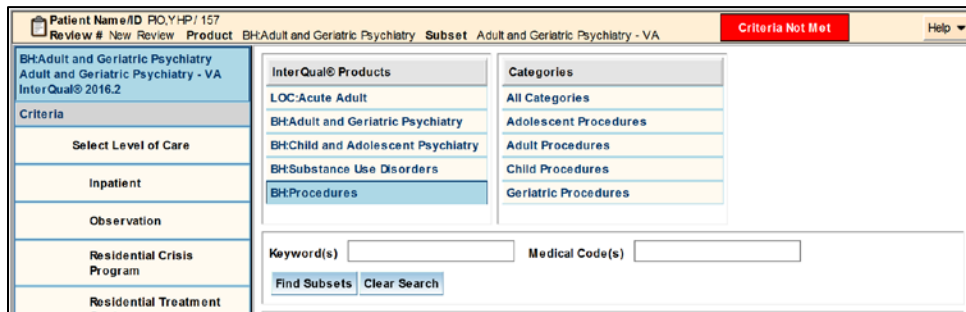 Patient Name/ID PIO,YHP / 157
Review # New Review Product BH:Adult and Geriatric Psychiatry Subset Adult and Geriatric Psychiatry - VA
Criteria Not Met
Help
BH:Adult and Geriatric Psychiatry
Adult and Geriatric Psychiatry - VA
InterQual® 2016.2
Criteria
Select Level of Care
Inpatient
Observation
Residential Crisis
Program
Residential Treatment
InterQual® Products
LOC:Acute Adult
BH:Adult and Geriatric Psychiatry
BH:Child and Adolescent Psychiatry
BH:Substance Use Disorders
BH:Procedures
Categories
All Categories
Adolescent Procedures
Adult Procedures
Child Procedures
Geriatric Procedures
Keyword(s)
Medical Code(s)
Find Subsets
Clear Search